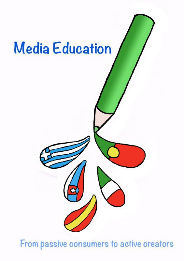 Media Education
From passive consumers to active creators